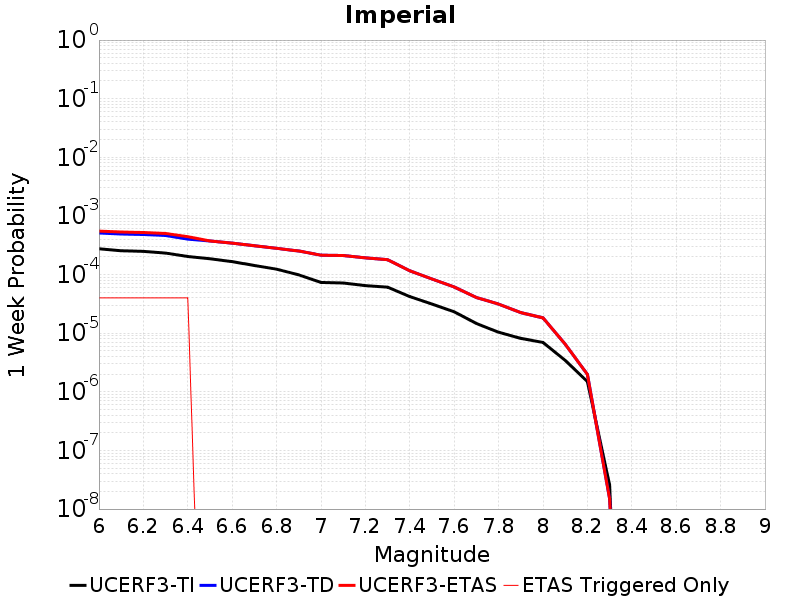 Imperial
10^0
10^-1
10^-2
10^-3
10^-4
10^-5
10^-6
10^-7
10^-8
1 Week Probability
6 6.2 6.4 6.6 6.8 7 7.2 7.4 7.6 7.8 8 8.2 8.4 8.6 8.8 9
Magnitude
UCERF3-TI UCERF3-TD UCERF3-ETAS ETAS Triggered Only